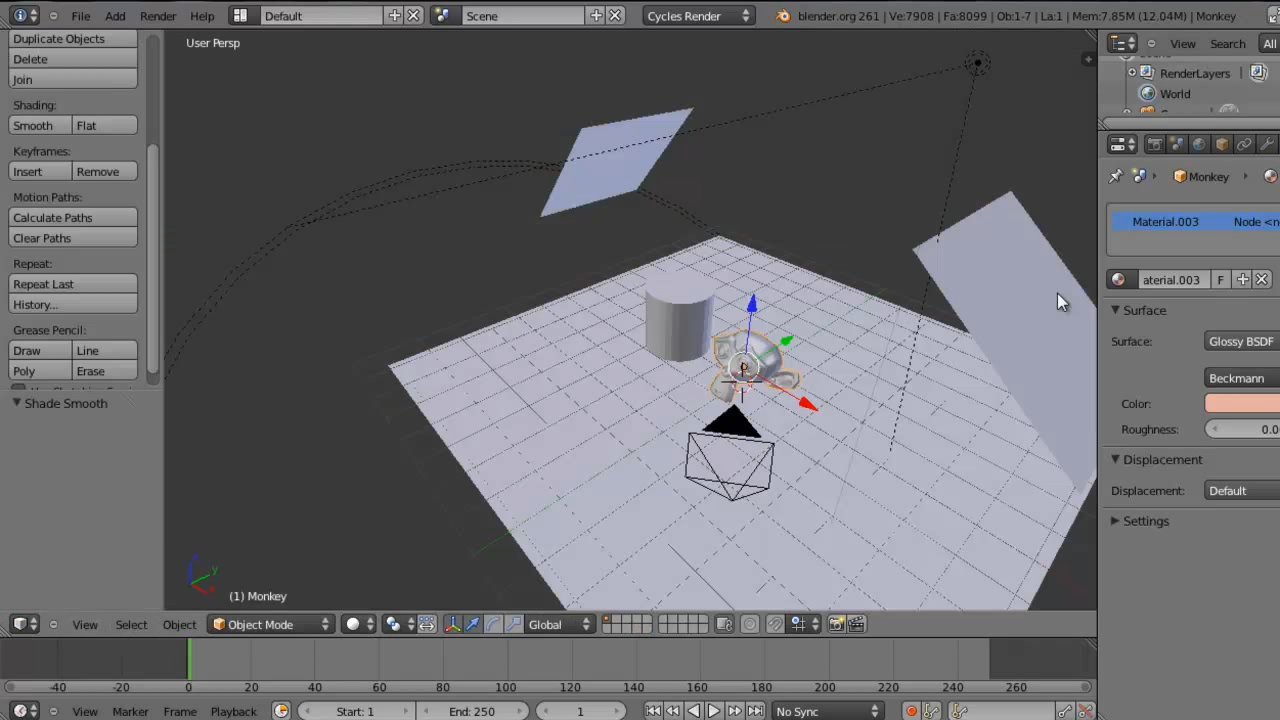 File Add Render Help Default Scene Cycles Render blender.org 261 | Ve:7908 | Fa:8099 | Ob:1-7 | La:1 | Mem:7.85M (12.04M) | Monkey
Duplicate Objects
Delete
Join
Shading:
Smooth Flat
Keyframes:
Insert Remove
Motion Paths:
Calculate Paths
Clear Paths
Repeat:
Repeat Last
History...
Grease Pencil:
Draw Line
Poly Erase
Shade Smooth
User Persp
(1) Monkey
View Search All
RenderLayers
World
Monkey
Material.003 Node <n
aterial.003 F
Surface
Surface: Glossy BSDF
Beckmann
Color:
Roughness: 0.0
Displacement
Displacement: Default
Settings
View Select Object Object Mode Global
-40 -20 0 20 40 60 80 100 120 140 160 180 200 220 240 260
View Marker Frame Playback Start: 1 End: 250 1 No Sync